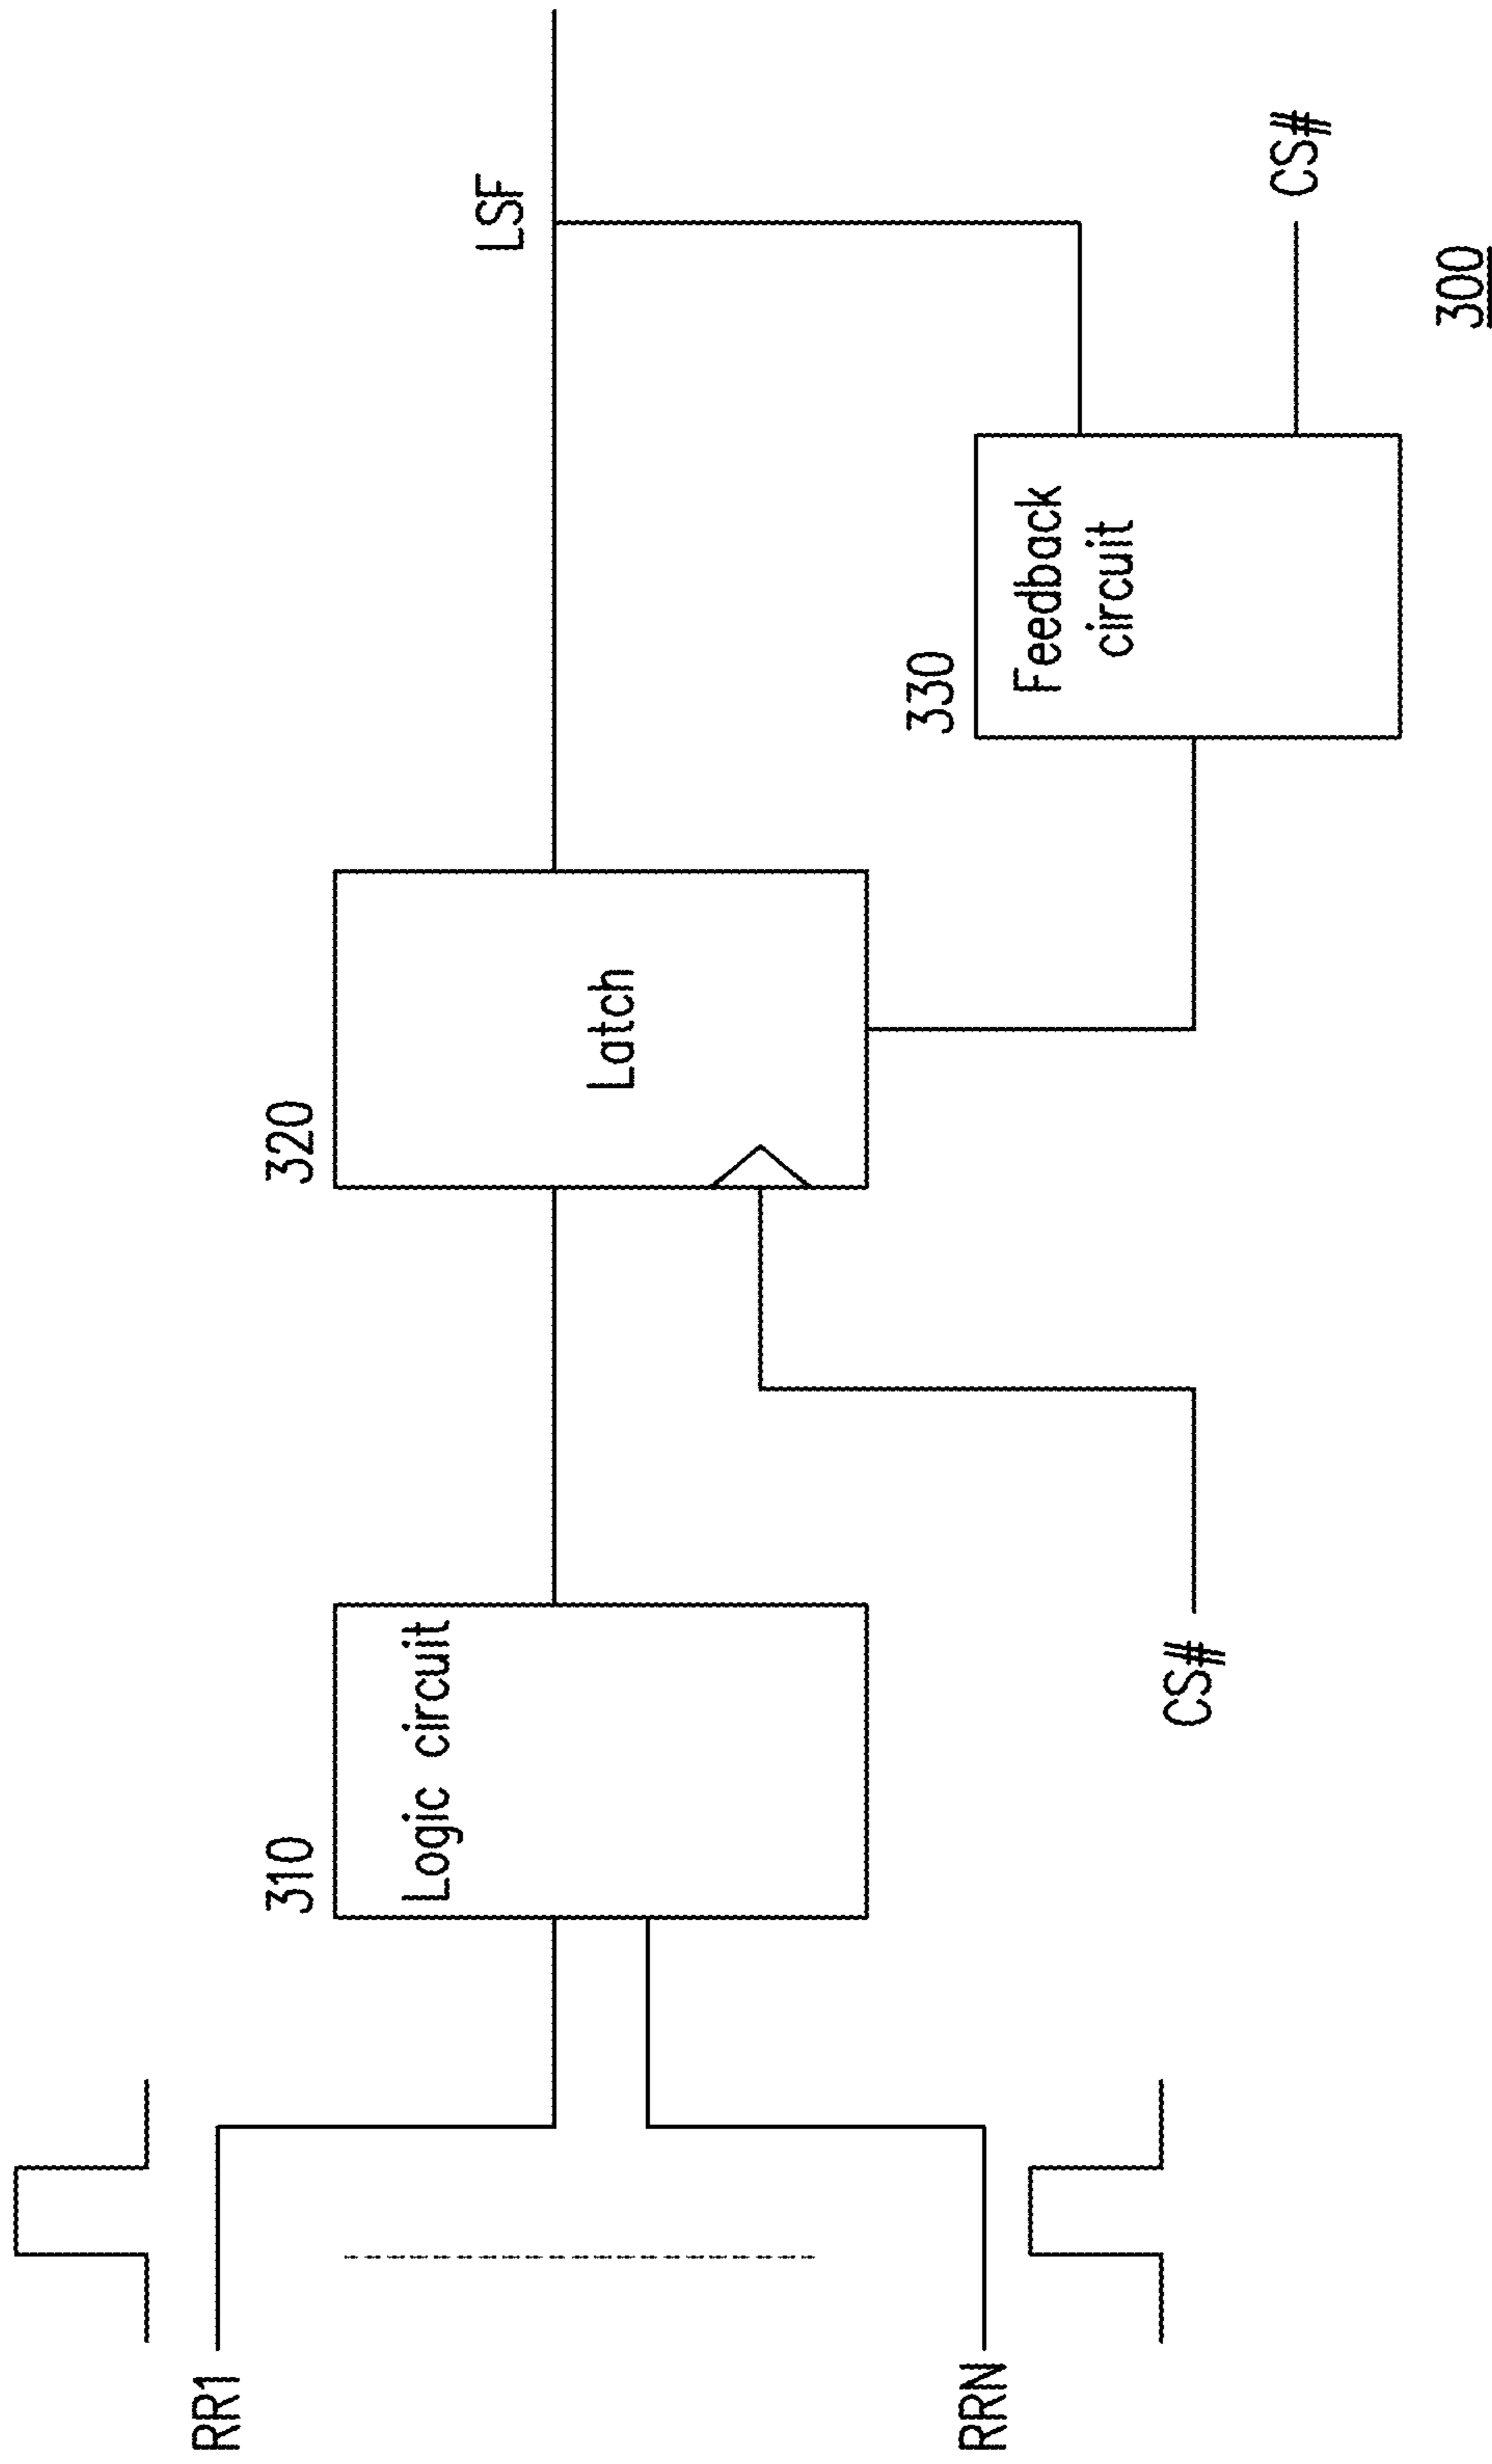 RR1
RRN
310
Logic circuit
CS#
320
Latch
LSF
330
Feedback
circuit
CS#
300